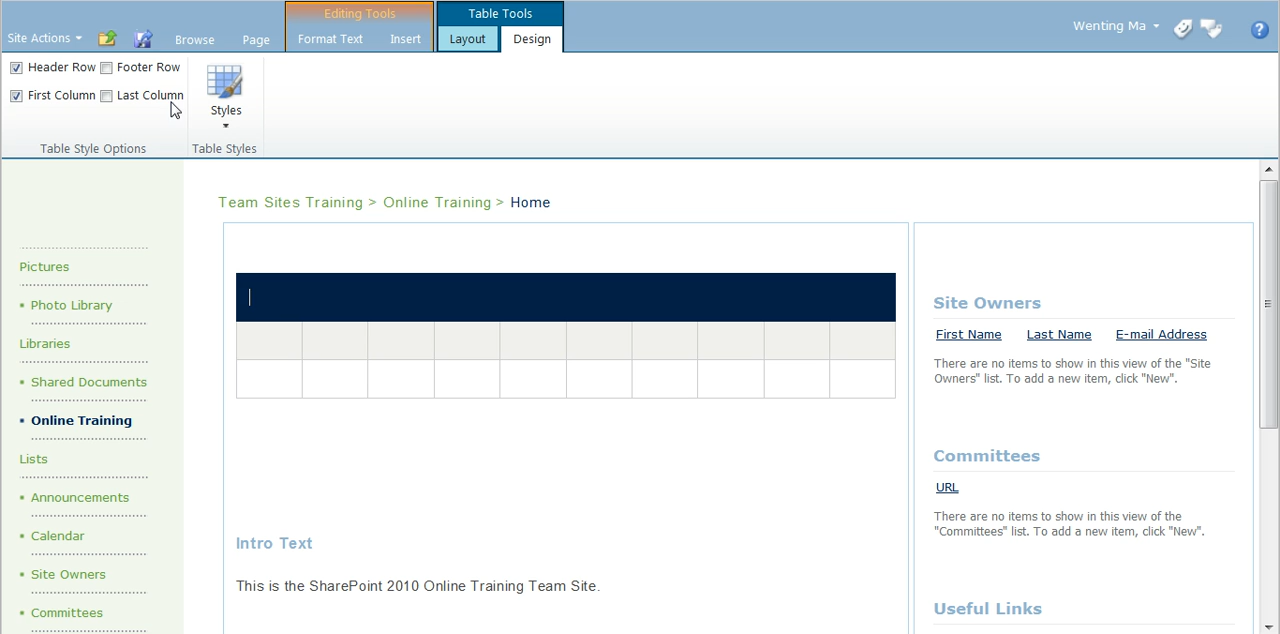 Editing Tools
Table Tools
Site Actions
Browse
Page
Format Text
Insert
Layout
Design
Wenting Ma
Header Row
Footer Row
First Column
Last Column
Table Style Options
Styles
Table Styles
Team Sites Training > Online Training > Home
Pictures
Photo Library
Libraries
Shared Documents
Online Training
Lists
Announcements
Calendar
Site Owners
Committees
Intro Text
This is the SharePoint 2010 Online Training Team Site.
Site Owners
First Name Last Name E-mail Address
There are no items to show in this view of the "Site
Owners" list. To add a new item, click "New".
Committees
URL
There are no items to show in this view of the
"Committees" list. To add a new item, click "New".
Useful Links